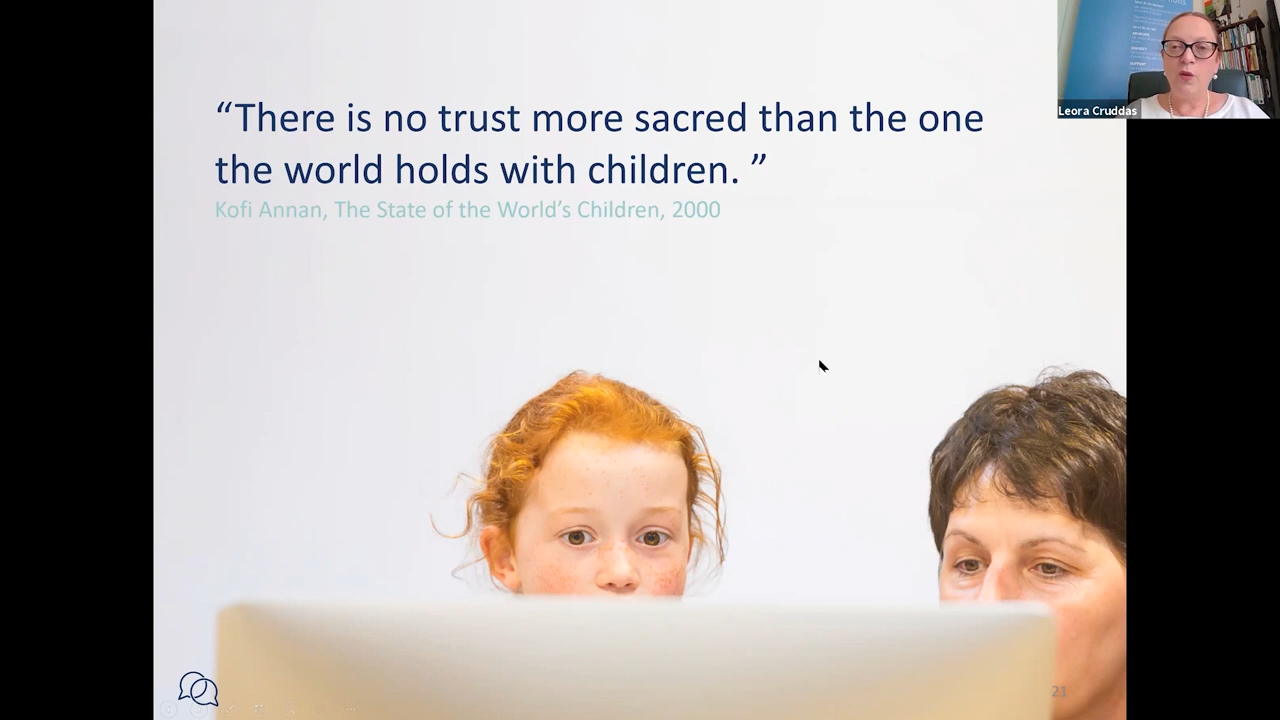 “There is no trust more sacred than the one
the world holds with children. ”
Kofi Annan, The State of the World’s Children, 2000
Leora Cruddas
21